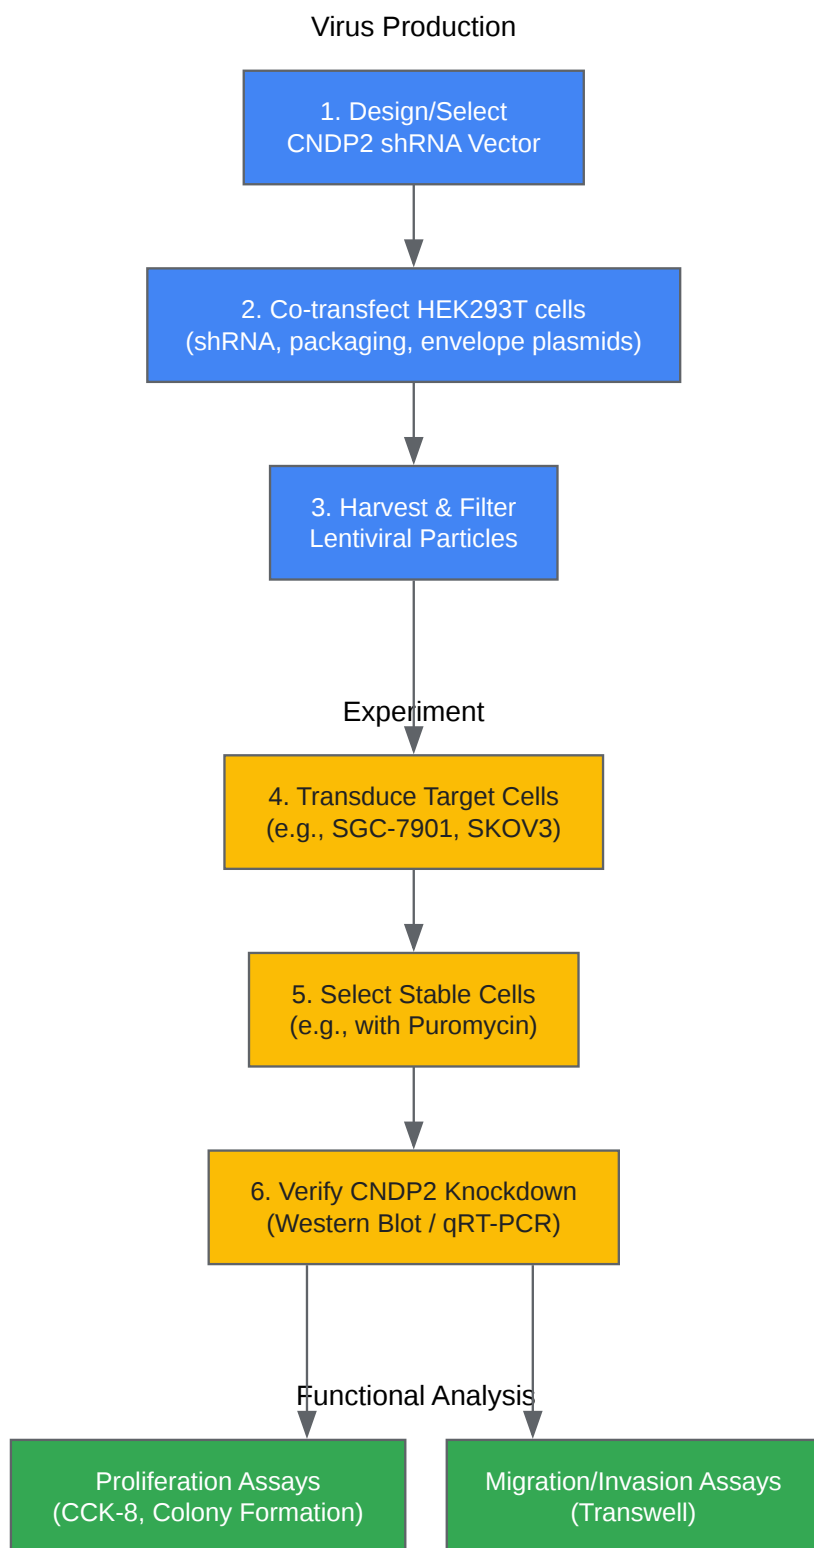 Virus Production
1. Design/Select
CNDP2 shRNA Vector
2. Co-transfect HEK293T cells
(shRNA, packaging, envelope plasmids)
3. Harvest & Filter
Lentiviral Particles
Experiment
4. Transduce Target Cells
(e.g., SGC-7901, SKOV3)
5. Select Stable Cells
(e.g., with Puromycin)
6. Verify CNDP2 Knockdown
(Western Blot / qRT-PCR)
Functional Analysis
Proliferation Assays
(CCK-8, Colony Formation)
Migration/Invasion Assays
(Transwell)